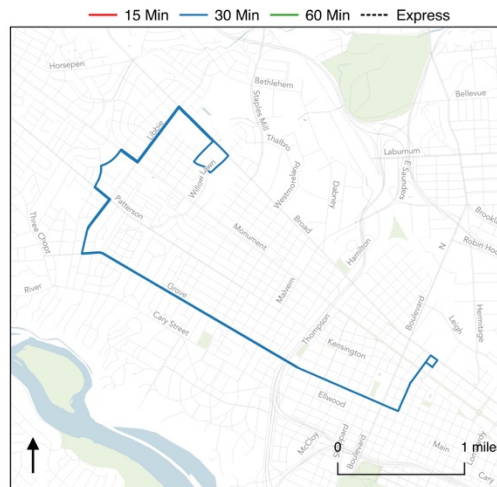 15 Min 30 Min 60 Min Express
Horsepen
Bethlehem
Bellevue
Staples Mill
Libbie
Thalbro
Laburnum
E Saunders
Willow Lawn
Westmoreland
Dabney
Patterson
Three Chopt
Monument
Broad
Hamilton
Robin Hoo
N
Malvern
River
Grove
Cary Street
Thompson
Boulevard
Leigh
Hermitage
Kensington
Ellwood
McCloy
Boulevard
Main
Cary
0 1 miles